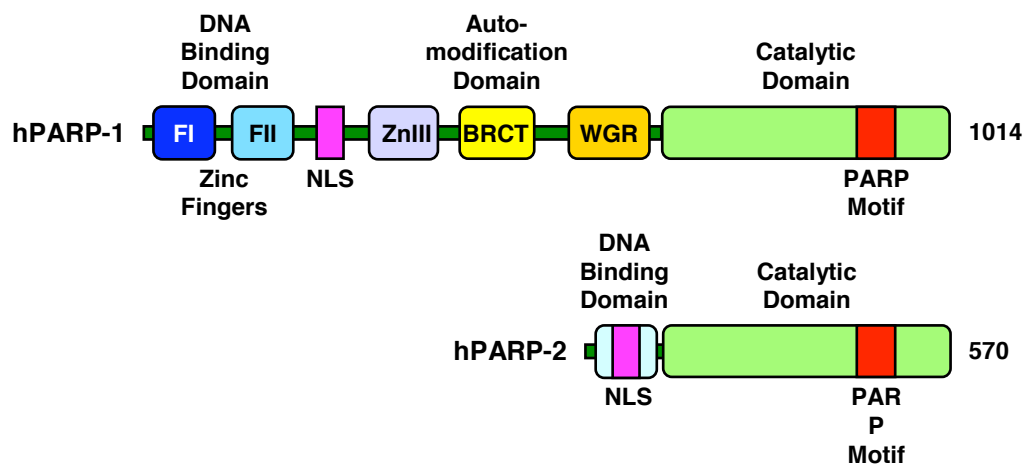 DNA
Binding
Domain
Auto-
modification
Domain
Catalytic
Domain
hPARP-1
FI
FII
ZnIII
BRCT
WGR
1014
Zinc
Fingers
NLS
PARP
Motif
DNA
Binding
Domain
Catalytic
Domain
hPARP-2
570
NLS
PAR
P
Motif